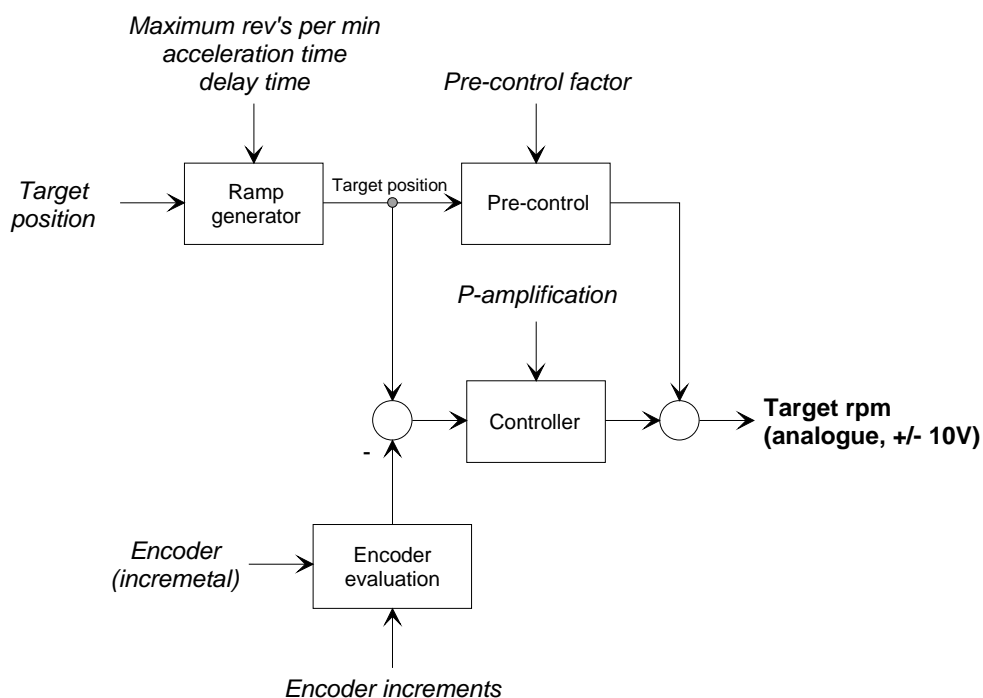 Maximum rev's per min
acceleration time
delay time
Pre-control factor
Target
position
Ramp
generator
Target position
Pre-control
P-amplification
Controller
Target rpm
(analogue, +/- 10V)
-
Encoder
(incremetal)
Encoder
evaluation
Encoder increments